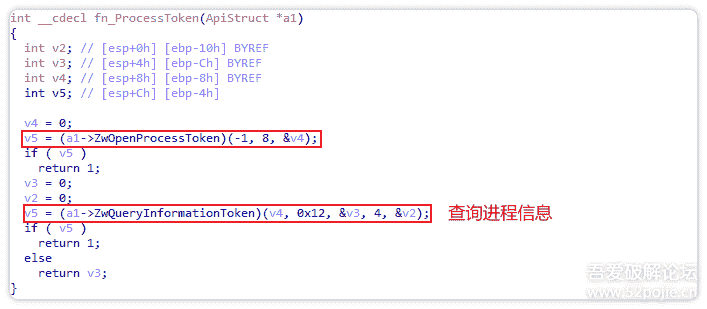 int __cdecl fn_ProcessToken(ApiStruct *a1)
{
int v2; // [esp+0h] [ebp-10h] BYREF
int v3; // [esp+4h] [ebp-Ch] BYREF
int v4; // [esp+8h] [ebp-8h] BYREF
int v5; // [esp+Ch] [ebp-4h]
v4 = 0;
v5 = (a1->ZwOpenProcessToken)(-1, 8, &v4);
if ( v5 )
return 1;
v3 = 0;
v2 = 0;
v5 = (a1->ZwQueryInformationToken)(v4, 0x12, &v3, 4, &v2); 查询进程信息
if ( v5 )
return 1;
else
return v3;
}
吾爱破解论坛
www.52pojie.cn